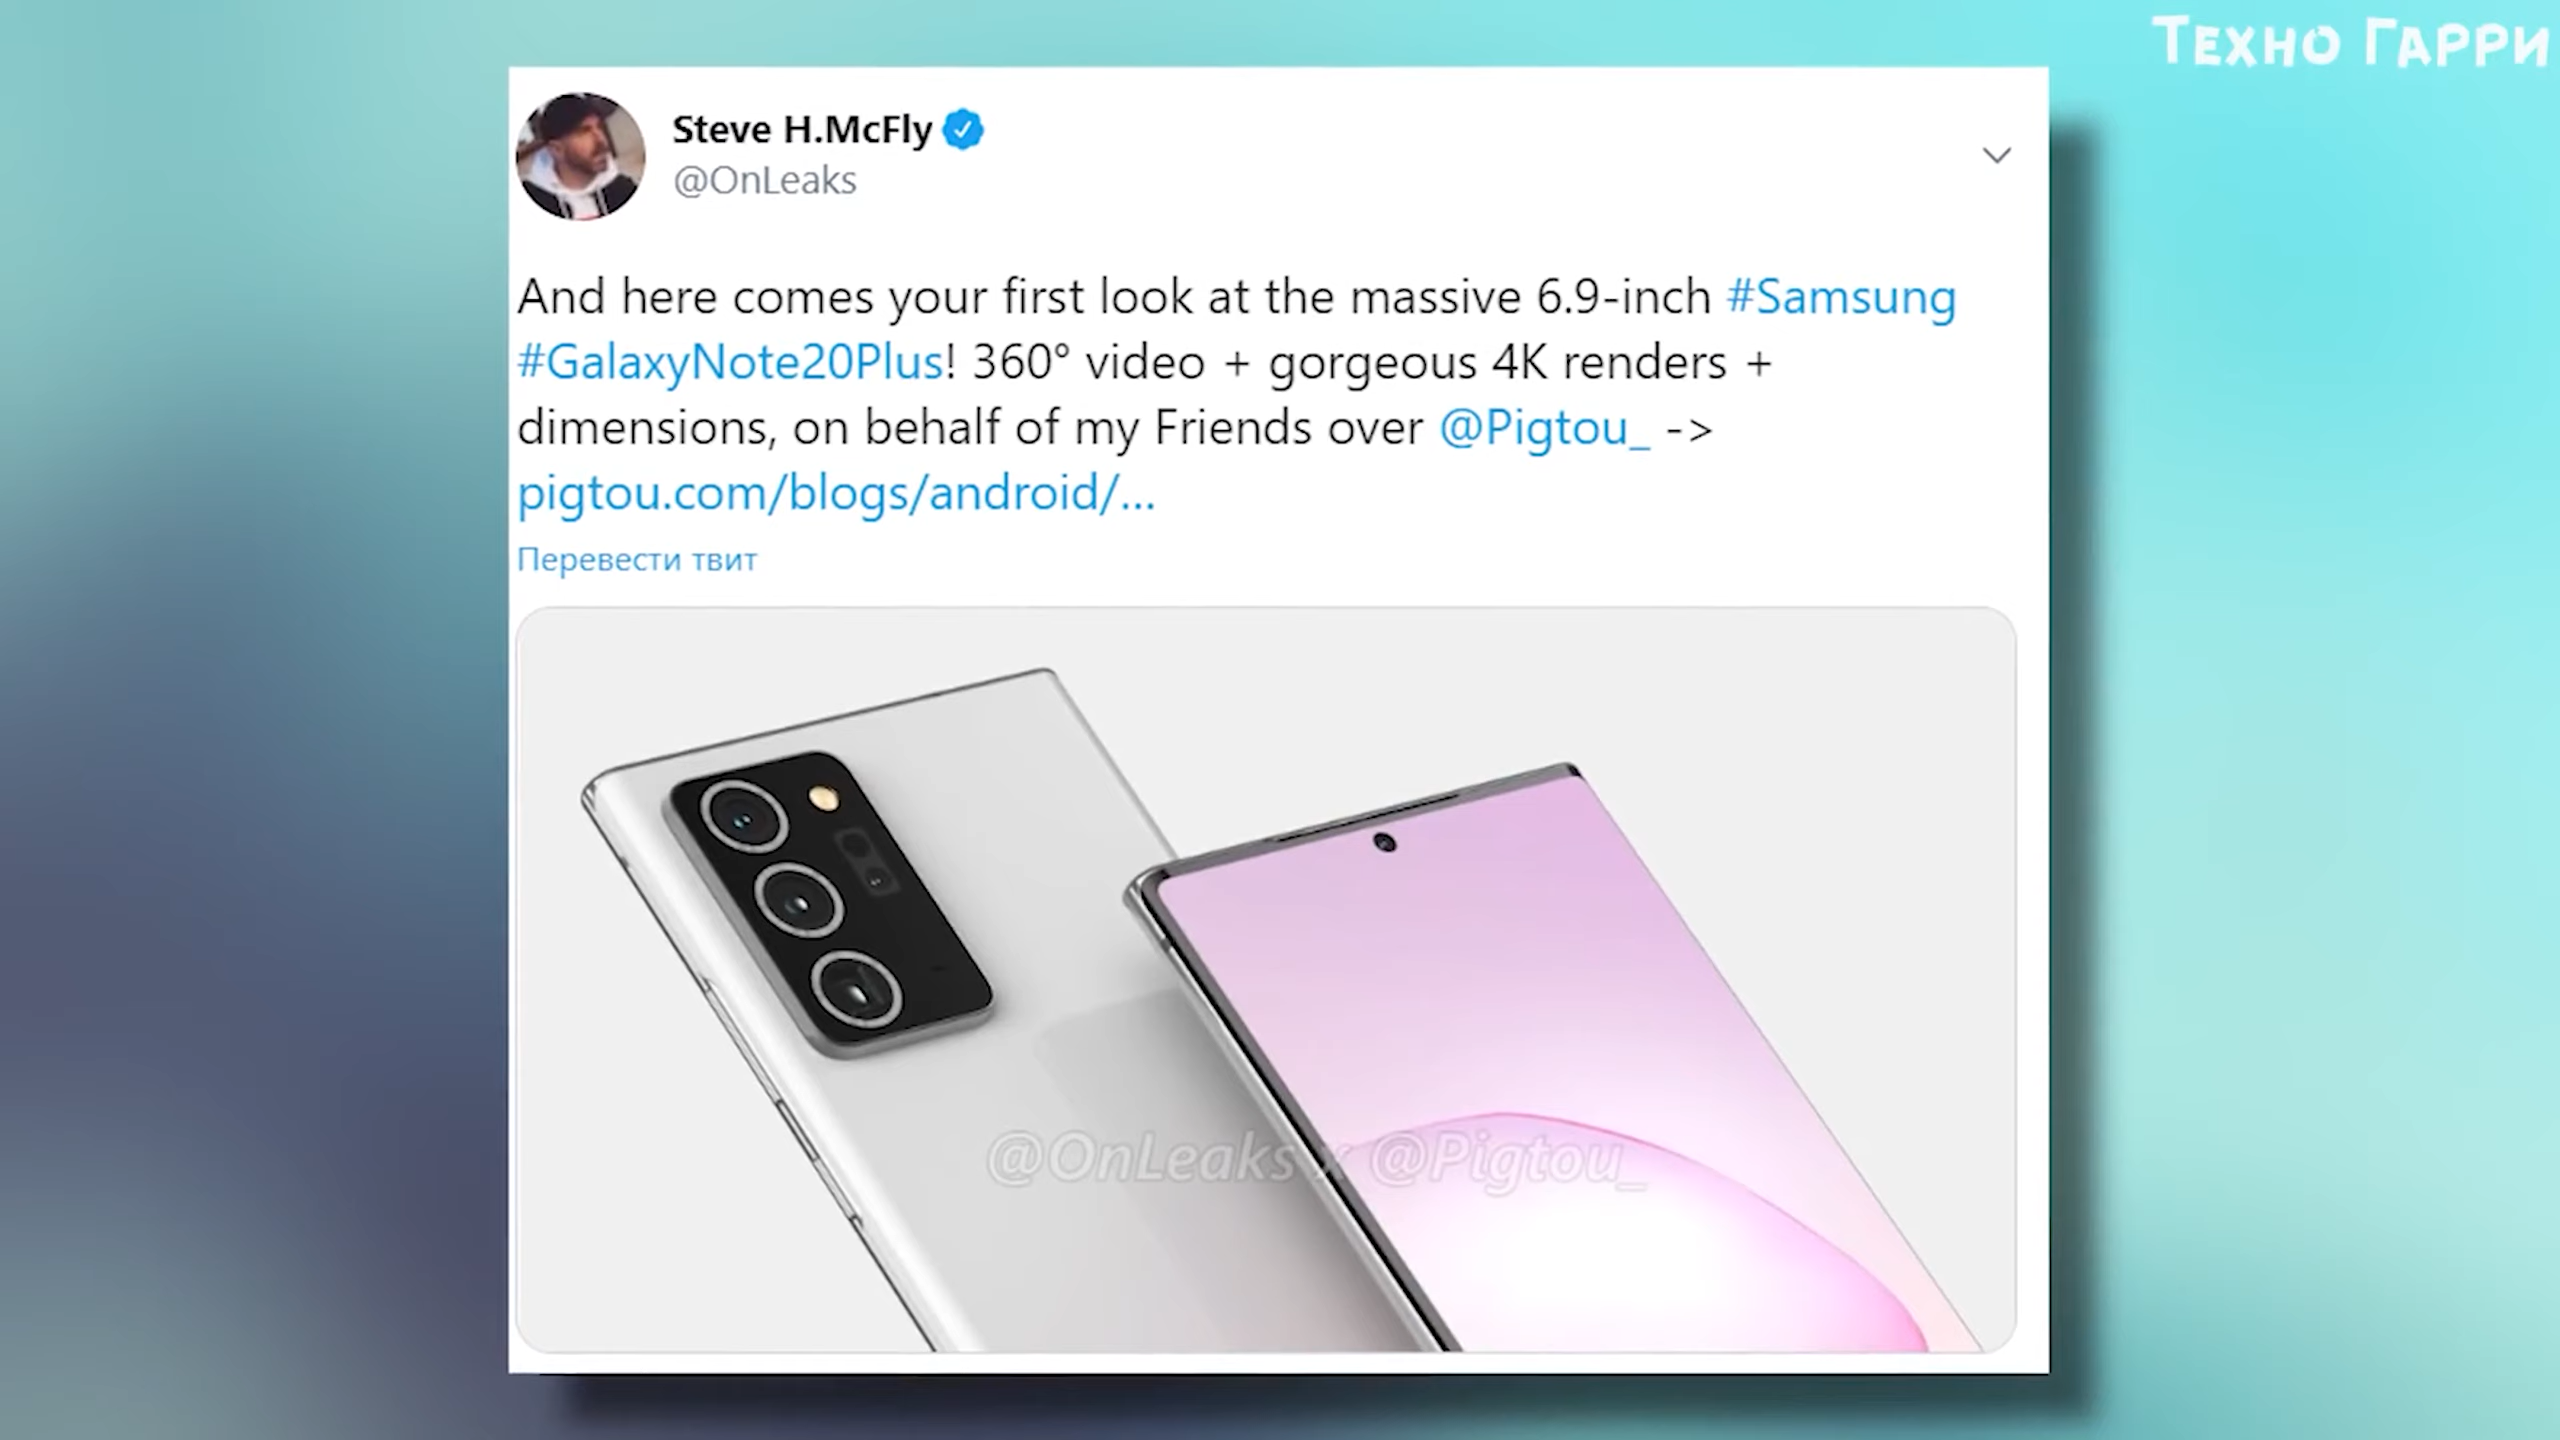 Техно Гарри
Steve H.McFly
@OnLeaks
And here comes your first look at the massive 6.9-inch #Samsung
#GalaxyNote20Plus! 360° video + gorgeous 4K renders +
dimensions, on behalf of my Friends over @Pigtou_ ->
pigtou.com/blogs/android/...
Перевести твит
@OnLeaks x @Pigtou_